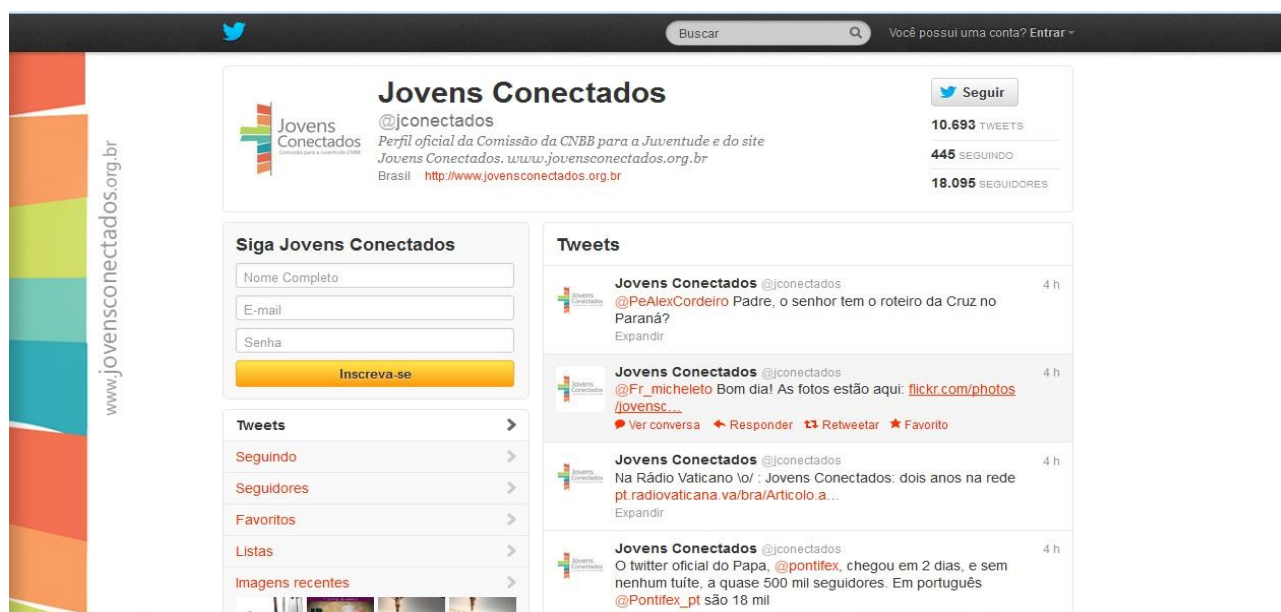 Buscar
Você possui uma conta? Entrar
www.jovensconectados.org.br
Jovens
Conectados
Comissão para a Juventude CNBB
Jovens Conectados
@jconectados
Perfil oficial da Comissão da CNBB para a Juventude e do site
Jovens Conectados. www.jovensconectados.org.br
Brasil http://www.jovensconectados.org.br
Seguir
10.693 TWEETS
445 SEGUINDO
18.095 SEGUIDORES
Siga Jovens Conectados
Nome Completo
E-mail
Senha
Inscreva-se
Tweets
Seguindo
Seguidores
Favoritos
Listas
Imagens recentes
Tweets
Jovens Conectados @jconectados 4 h
@PeAlexCordeiro Padre, o senhor tem o roteiro da Cruz no
Paraná?
Expandir
Jovens Conectados @jconectados 4 h
@Fr_micheleto Bom dia! As fotos estão aqui: flickr.com/photos
/jovensc…
Ver conversa Responder Retweetar Favorito
Jovens Conectados @jconectados 4 h
Na Rádio Vaticano \o/ : Jovens Conectados: dois anos na rede
pt.radiovaticana.va/bra/Articolo.a…
Expandir
Jovens Conectados @jconectados 4 h
O twitter oficial do Papa, @pontifex, chegou em 2 dias, e sem
nenhum tuíte, a quase 500 mil seguidores. Em português
@Pontifex_pt são 18 mil